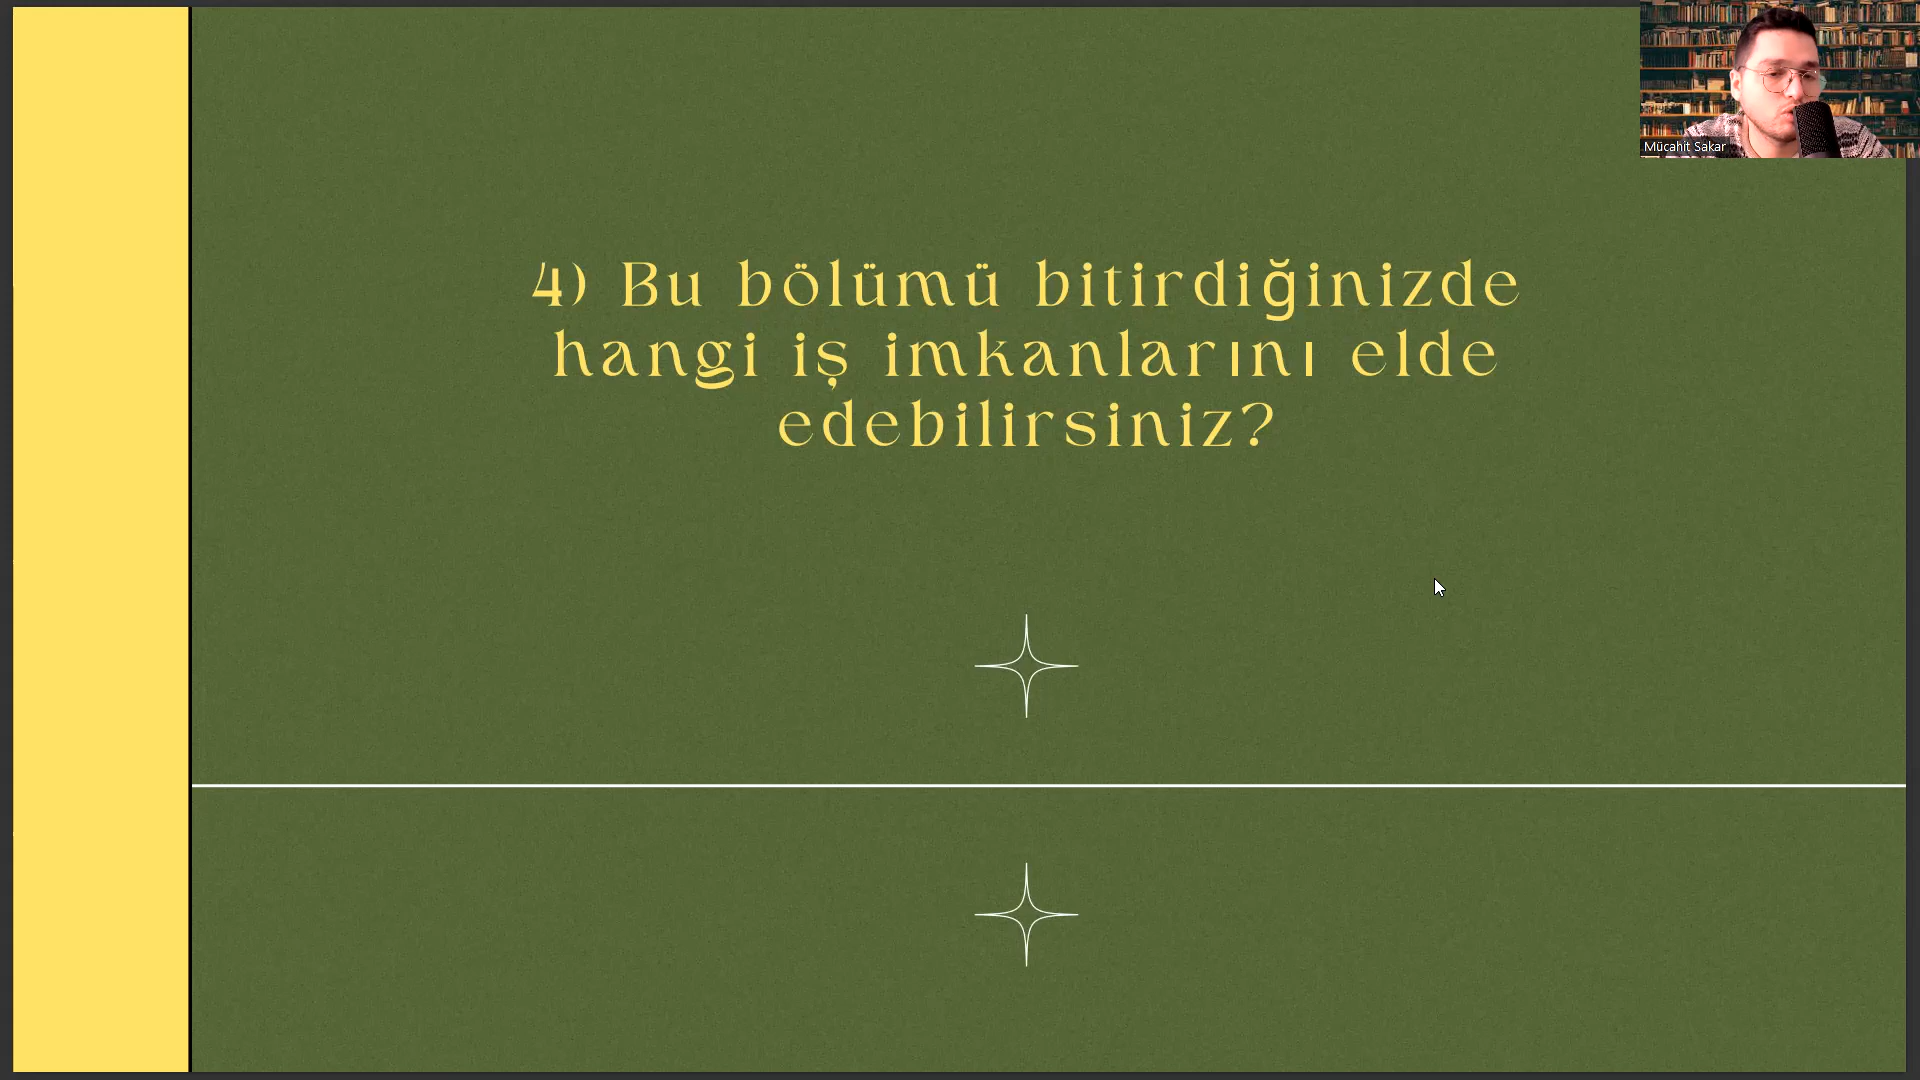 4) Bu bölümü bitirdiğinizde
hangi iş imkanlarını elde
edebilirsiniz?
Mücahit Sakar